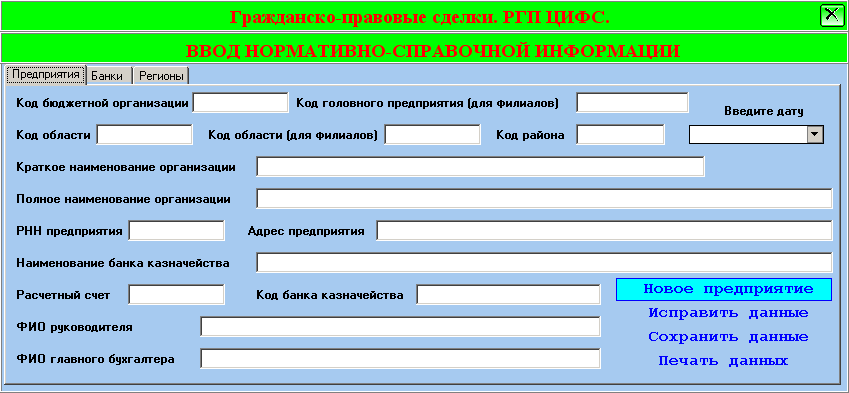 Гражданско-правовые сделки. РГП ЦИФС.
ВВОД НОРМАТИВНО-СПРАВОЧНОЙ ИНФОРМАЦИИ
Предприятия Банки Регионы
Код бюджетной организации Код головного предприятия (для филиалов)
Введите дату
Код области Код области (для филиалов) Код района
Краткое наименование организации
Полное наименование организации
РНН предприятия Адрес предприятия
Наименование банка казначейства
Расчетный счет Код банка казначейства Новое предприятие
Исправить данные
ФИО руководителя
Сохранить данные
ФИО главного бухгалтера Печать данных